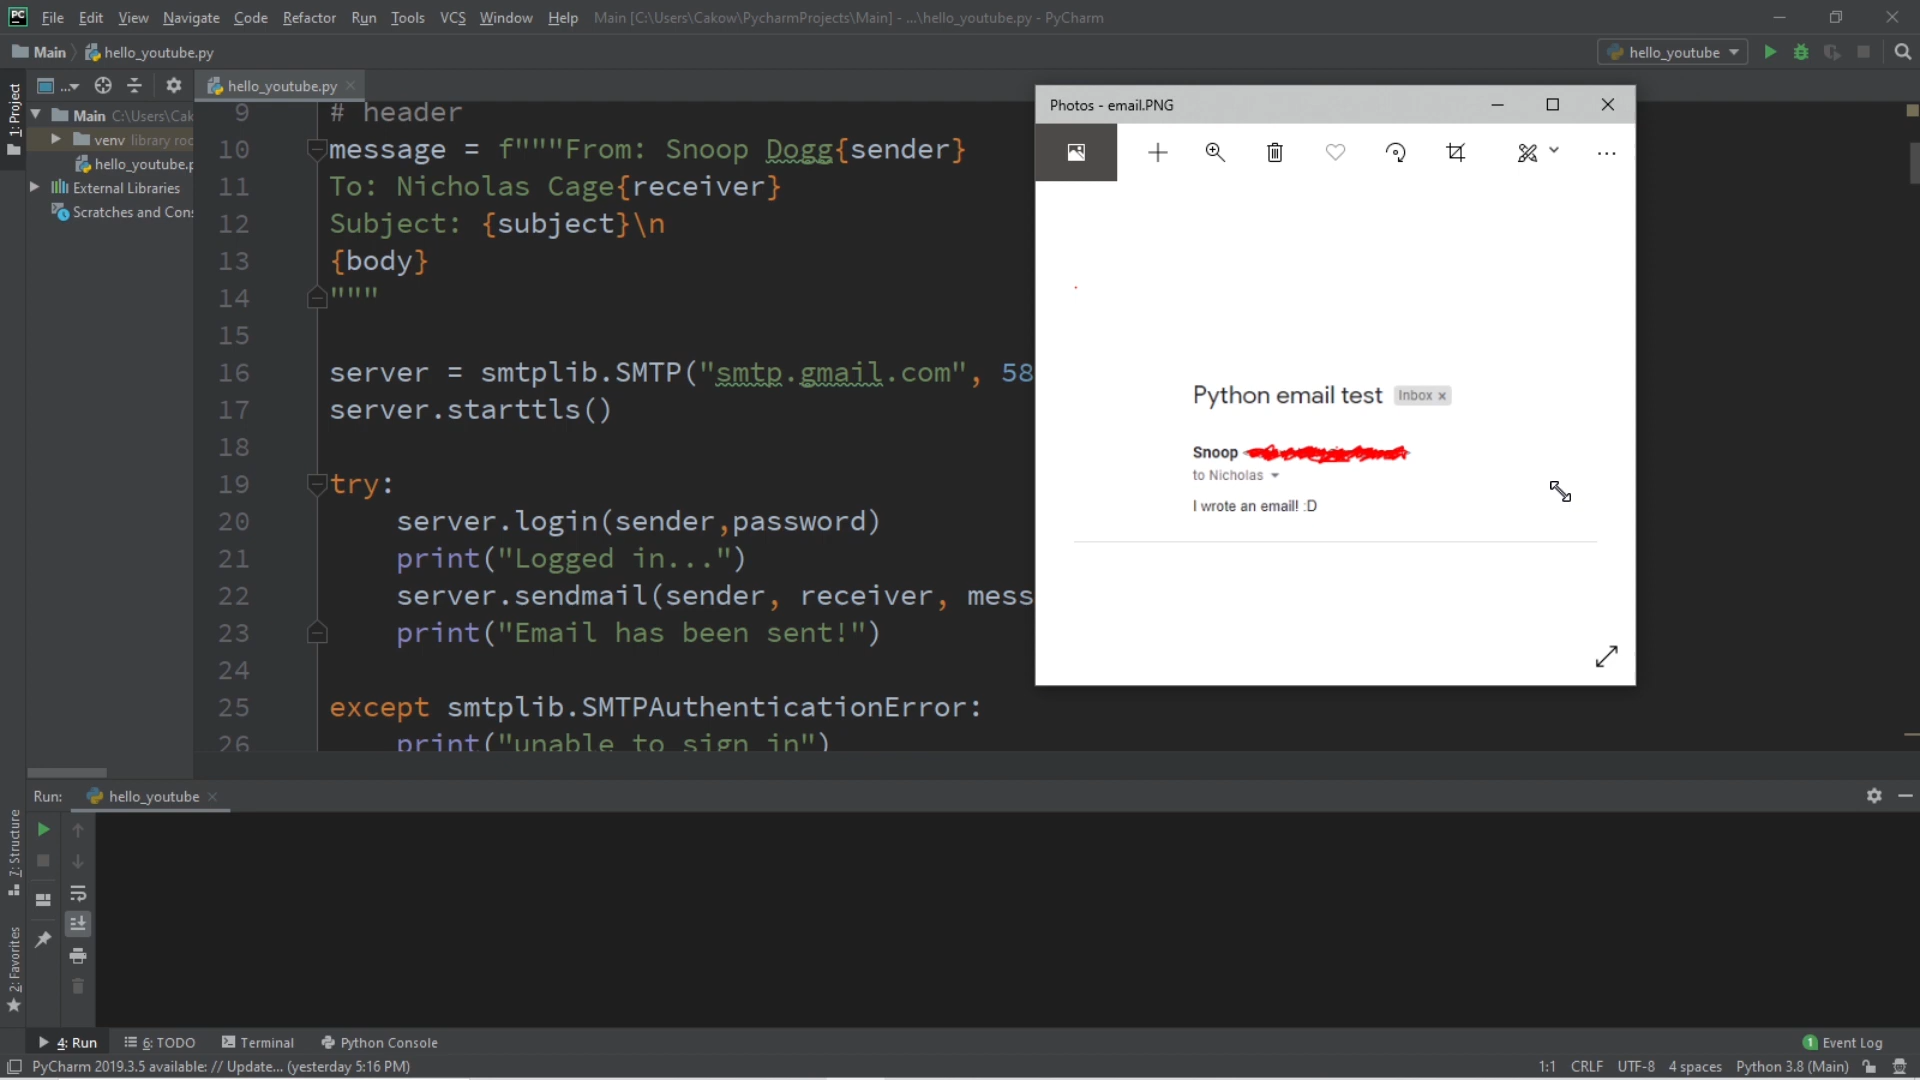 File Edit View Navigate Code Refactor Run Tools VCS Window Help Main [C:\Users\Cakow\PycharmProjects\Main] - ...\hello_youtube.py - PyCharm
Main hello_youtube.py
hello_youtube
1: Project
...
hello_youtube.py
Main C:\Users\Cak
venv library roo
hello_youtube.p
External Libraries
Scratches and Cons
9 # header
10 message = f"""From: Snoop Dogg{sender}
11 To: Nicholas Cage{receiver}
12 Subject: {subject}\n
13 {body}
14 """
15
16 server = smtplib.SMTP("smtp.gmail.com", 58
17 server.starttls()
18
19 try:
20 server.login(sender,password)
21 print("Logged in...")
22 server.sendmail(sender, receiver, mess
23 print("Email has been sent!")
24
25 except smtplib.SMTPAuthenticationError:
26 print("unable to sign in")
Photos - email.PNG
Python email test Inbox x
Snoop
to Nicholas
I wrote an email! :D
Run: hello_youtube
7: Structure
2: Favorites
4: Run 6: TODO Terminal Python Console
1 Event Log
PyCharm 2019.3.5 available: // Update... (yesterday 5:16 PM)
1:1 CRLF UTF-8 4 spaces Python 3.8 (Main)